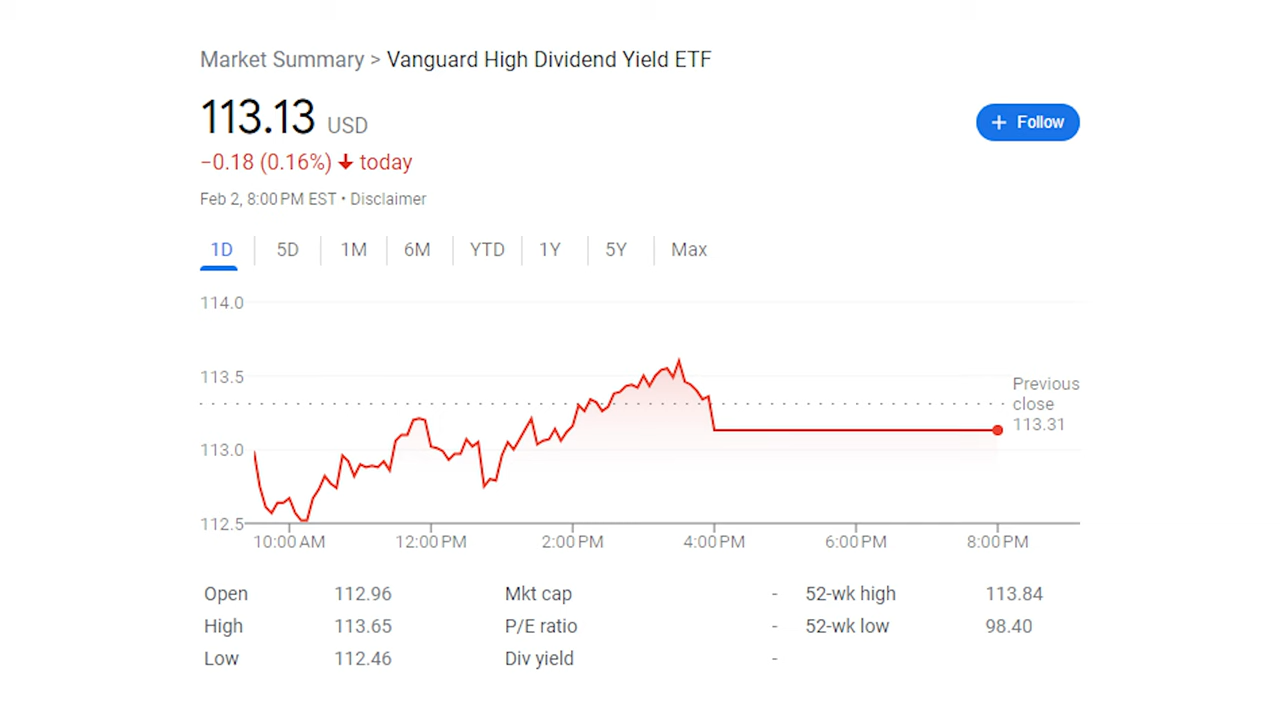 Market Summary > Vanguard High Dividend Yield ETF
113.13 USD
+ Follow
−0.18 (0.16%) ↓ today
Feb 2, 8:00 PM EST • Disclaimer
1D 5D 1M 6M YTD 1Y 5Y Max
114.0
113.5
Previous
close
113.31
113.0
112.5
10:00 AM 12:00 PM 2:00 PM 4:00 PM 6:00 PM 8:00 PM
Open 112.96 Mkt cap - 52-wk high 113.84
High 113.65 P/E ratio - 52-wk low 98.40
Low 112.46 Div yield -